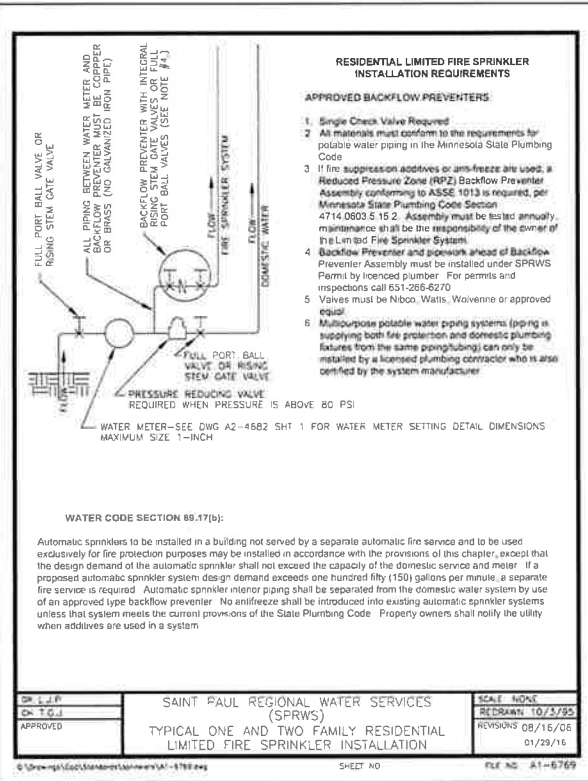 FULL PORT BALL VALVE OR
RISING STEM GATE VALVE
ALL PIPING BETWEEN WATER METER AND
BACKFLOW PREVENTER MUST BE COPPPER
OR BRASS (NO GALVANIZED IRON PIPE)
BACKFLOW PREVENTER WITH INTEGRAL
RISING STEM GATE VALVES OR FULL
PORT BALL VALVES (SEE NOTE #4.)
FLOW
FIRE SPRINKLER SYSTEM
FLOW
DOMESTIC WATER
FLOW
FULL PORT BALL
VALVE OR RISING
STEM GATE VALVE
PRESSURE REDUCING VALVE
REQUIRED WHEN PRESSURE IS ABOVE 80 PSI
WATER METER-SEE DWG A2-4682 SHT 1 FOR WATER METER SETTING DETAIL DIMENSIONS
MAXIMUM SIZE 1-INCH
RESIDENTIAL LIMITED FIRE SPRINKLER
INSTALLATION REQUIREMENTS
APPROVED BACKFLOW PREVENTERS
1. Single Check Valve Required
2 All materials must conform to the requirements for
potable water piping in the Minnesota State Plumbing
Code
3 If fire suppression additives or anti-freeze are used, a
Reduced Pressure Zone (RPZ) Backflow Preventer
Assembly conforming to ASSE 1013 is required, per
Minnesota State Plumbing Code Section
4714.0603.5.15.2. Assembly must be tested annually,
maintenance shall be the responsibility of the owner of
the Limited Fire Sprinkler System.
4 Backflow Preventer and pipework ahead of Backflow
Preventer Assembly must be installed under SPRWS
Permit by licenced plumber For permits and
inspections call 651-266-6270
5 Valves must be Nibco, Watts, Wolverine or approved
equal
6 Multipurpose potable water piping systems (piping is
supplying both fire protection and domestic plumbing
fixtures from the same piping/tubing) can only be
installed by a licensed plumbing contractor who is also
certified by the system manufacturer
WATER CODE SECTION 89.17(b):
Automatic sprinklers to be installed in a building not served by a separate automatic fire service and to be used
exclusively for fire protection purposes may be installed in accordance with the provisions of this chapter, except that
the design demand of the automatic sprinkler shall not exceed the capacity of the domestic service and meter If a
proposed automatic sprinkler system design demand exceeds one hundred fifty (150) gallons per minute, a separate
fire service is required Automatic sprinkler interior piping shall be separated from the domestic water system by use
of an approved type backflow preventer No antifreeze shall be introduced into existing automatic sprinkler systems
unless that system meets the current provisions of the State Plumbing Code Property owners shall notify the utility
when additives are used in a system
DR. L.J.P.
CH. T.G.J.
APPROVED
SAINT PAUL REGIONAL WATER SERVICES
(SPRWS)
TYPICAL ONE AND TWO FAMILY RESIDENTIAL
LIMITED FIRE SPRINKLER INSTALLATION
SCALE NONE
REDRAWN 10/3/95
REVISIONS 08/16/06
01/29/16
SHEET NO
FILE NO. A1-6769